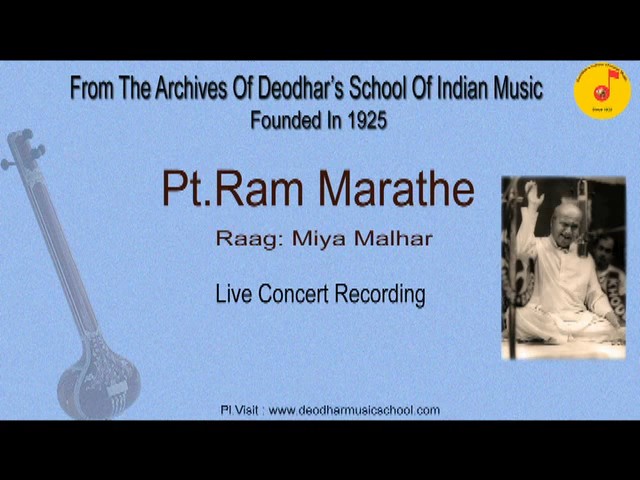 From The Archives Of Deodhar's School Of Indian Music
Founded In 1925
Pt.Ram Marathe
Raag: Miya Malhar
Live Concert Recording
Pl.Visit : www.deodharmusicschool.com